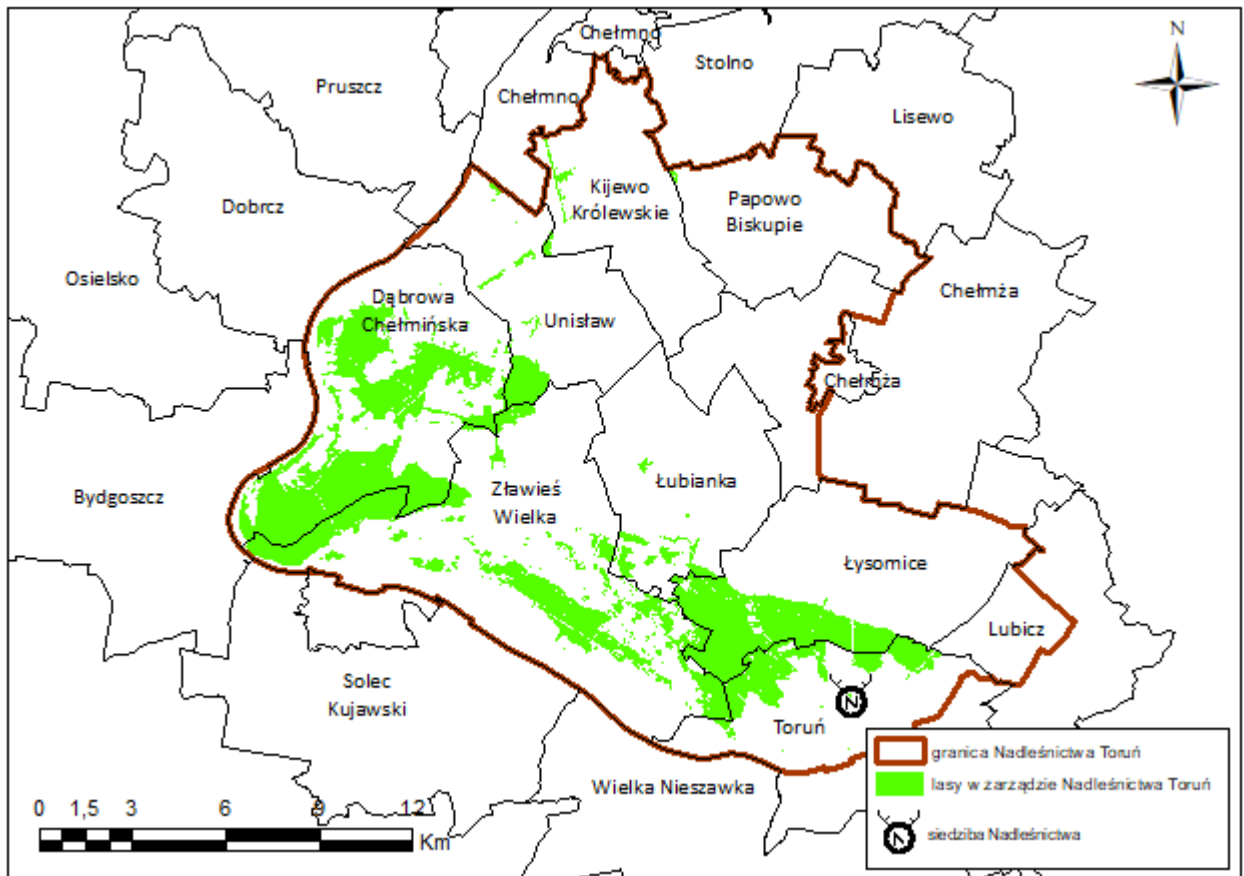 Chełmno
Stolno
N
Pruszcz
Chełmno
Lisewo
Kijewo
Królewskie
Papowo
Biskupie
Dobrcz
Osielsko
Chełmża
Dąbrowa
Chełmińska
Unisław
Chełmża
Bydgoszcz
Zławieś
Wielka
Łubianka
Łysomice
Lubicz
Solec
Kujawski
N
Toruń
Wielka Nieszawka
granica Nadleśnictwa Toruń
lasy w zarządzie Nadleśnictwa Toruń
N
siedziba Nadleśnictwa
0 1,5 3 6 9 12
Km